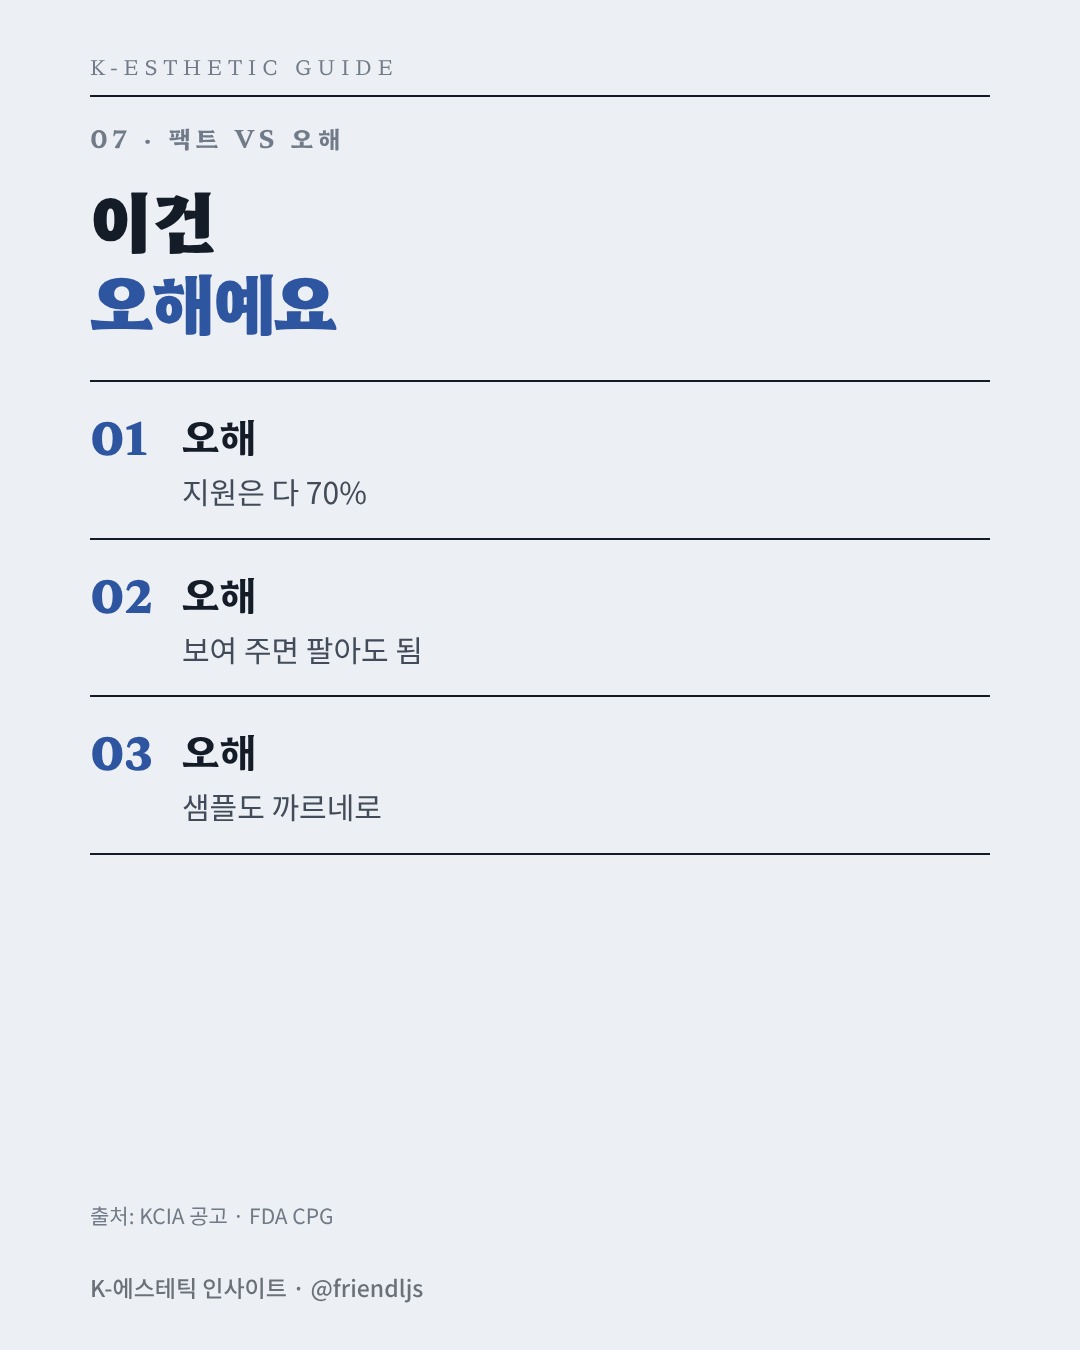 K-ESTHETIC GUIDE
07 · 팩트 VS 오해
이건
오해예요
01 오해
지원은 다 70%
02 오해
보여 주면 팔아도 됨
03 오해
샘플도 까르네로
출처: KCIA 공고 · FDA CPG
K-에스테틱 인사이트 · @friendljs